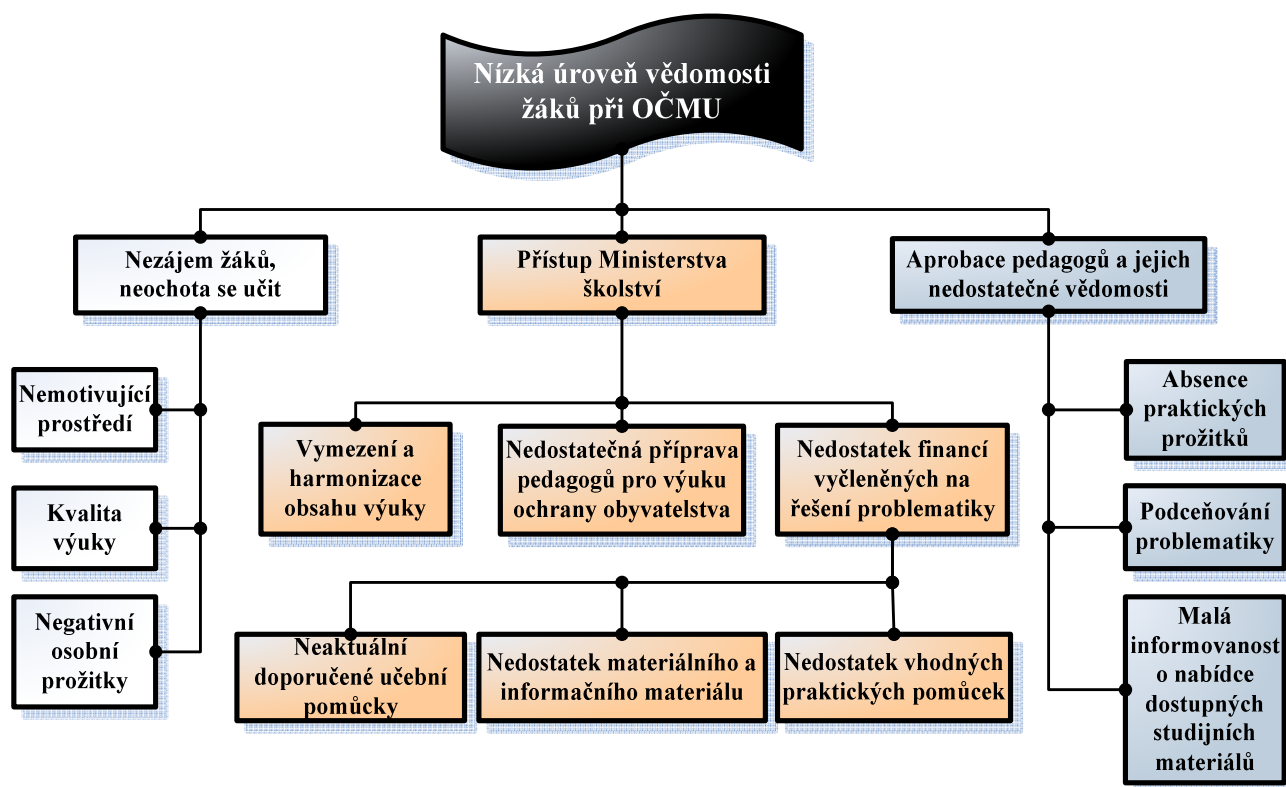 Nízká úroveň vědomosti
žáků při OČMU
Nezájem žáků,
neochota se učit
Přístup Ministerstva
školství
Aprobace pedagogů a jejich
nedostatečné vědomosti
Nemotivující
prostředí
Kvalita
výuky
Negativní
osobní
prožitky
Vymezení a
harmonizace
obsahu výuky
Nedostatečná příprava
pedagogů pro výuku
ochrany obyvatelstva
Nedostatek financí
vyčleněných na
řešení problematiky
Neaktuální
doporučené učební
pomůcky
Nedostatek materiálního a
informačního materiálu
Nedostatek vhodných
praktických pomůcek
Absence
praktických
prožitků
Podceňování
problematiky
Malá
informovanost
o nabídce
dostupných
studijních
materiálů